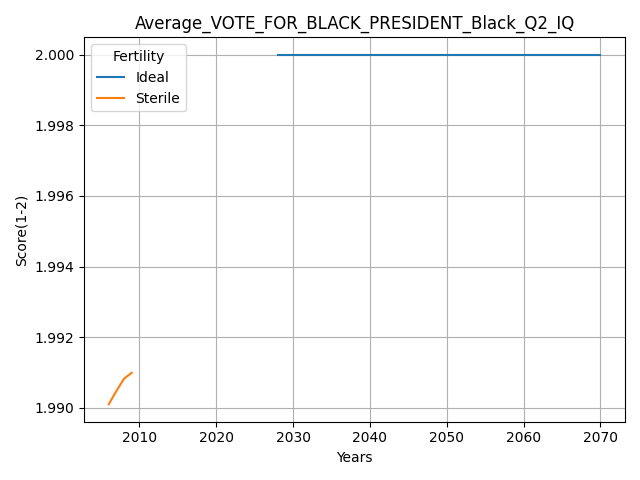 Average_VOTE_FOR_BLACK_PRESIDENT_Black_Q2_IQ
Fertility
Ideal
Sterile
Score(1-2)
2.000
1.998
1.996
1.994
1.992
1.990
2010 2020 2030 2040 2050 2060 2070
Years